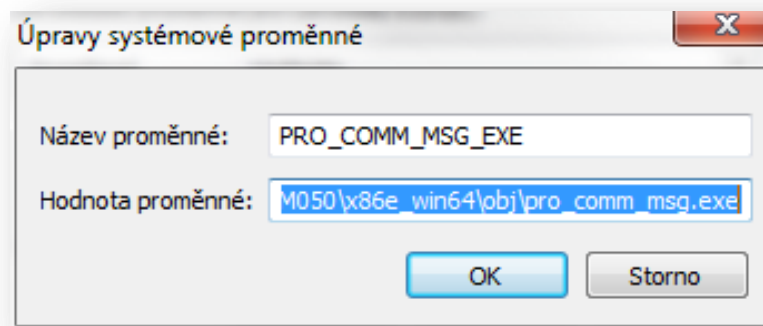 Úpravy systémové proměnné
Název proměnné: PRO_COMM_MSG_EXE
Hodnota proměnné: M050\x86e_win64\obj\pro_comm_msg.exe
OK Storno